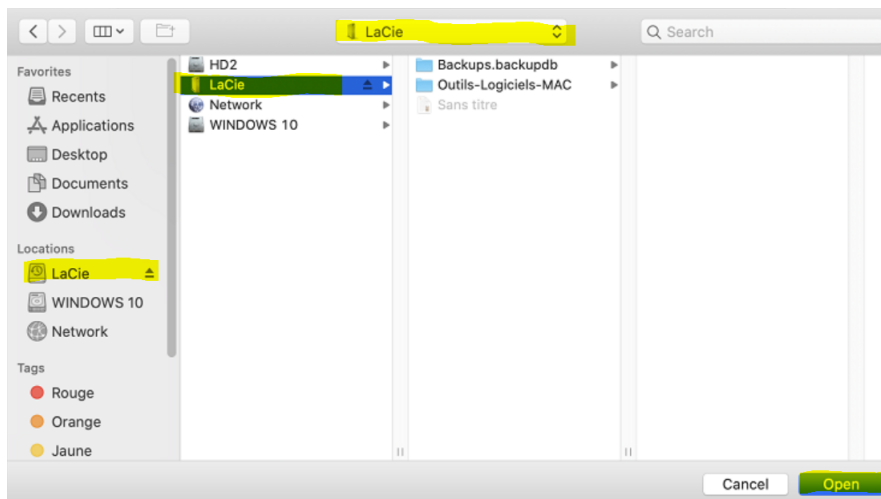 LaCie
Search
Favorites
Recents
Applications
Desktop
Documents
Downloads
Locations
LaCie
WINDOWS 10
Network
Tags
Rouge
Orange
Jaune
HD2
LaCie
Network
WINDOWS 10
Backups.backupdb
Outils-Logiciels-MAC
Sans titre
Cancel
Open